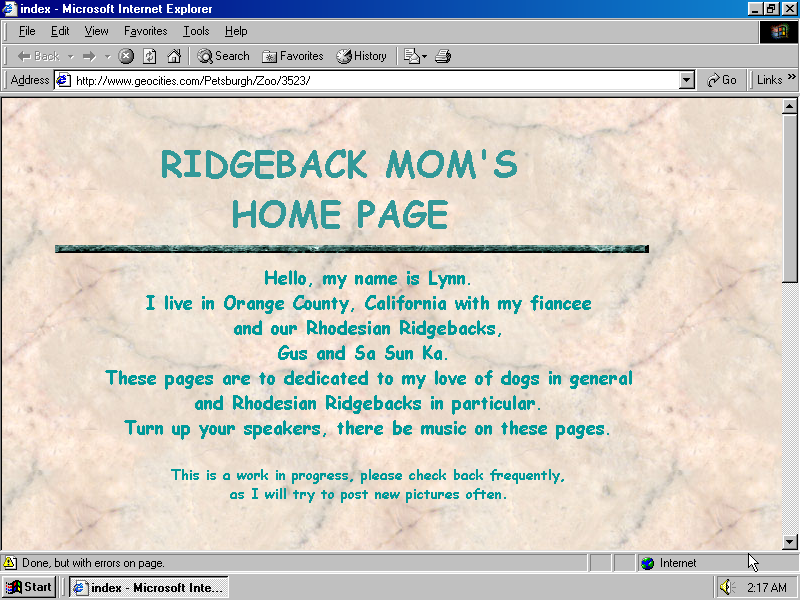 index - Microsoft Internet Explorer
File Edit View Favorites Tools Help
Back Search Favorites History
Address http://www.geocities.com/Petsburgh/Zoo/3523/ Go Links »
RIDGEBACK MOM'S
HOME PAGE
Hello, my name is Lynn.
I live in Orange County, California with my fiancee
and our Rhodesian Ridgebacks,
Gus and Sa Sun Ka.
These pages are to dedicated to my love of dogs in general
and Rhodesian Ridgebacks in particular.
Turn up your speakers, there be music on these pages.
This is a work in progress, please check back frequently,
as I will try to post new pictures often.
Done, but with errors on page. Internet
Start index - Microsoft Inte... 2:17 AM